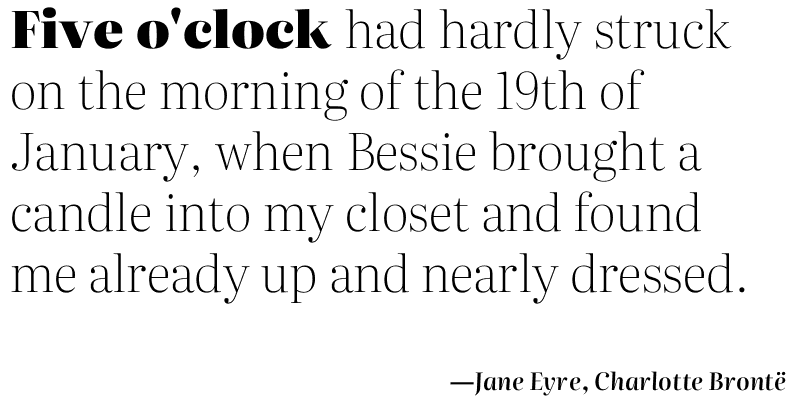 Five o'clock had hardly struck
on the morning of the 19th of
January, when Bessie brought a
candle into my closet and found
me already up and nearly dressed.
—Jane Eyre, Charlotte Brontë